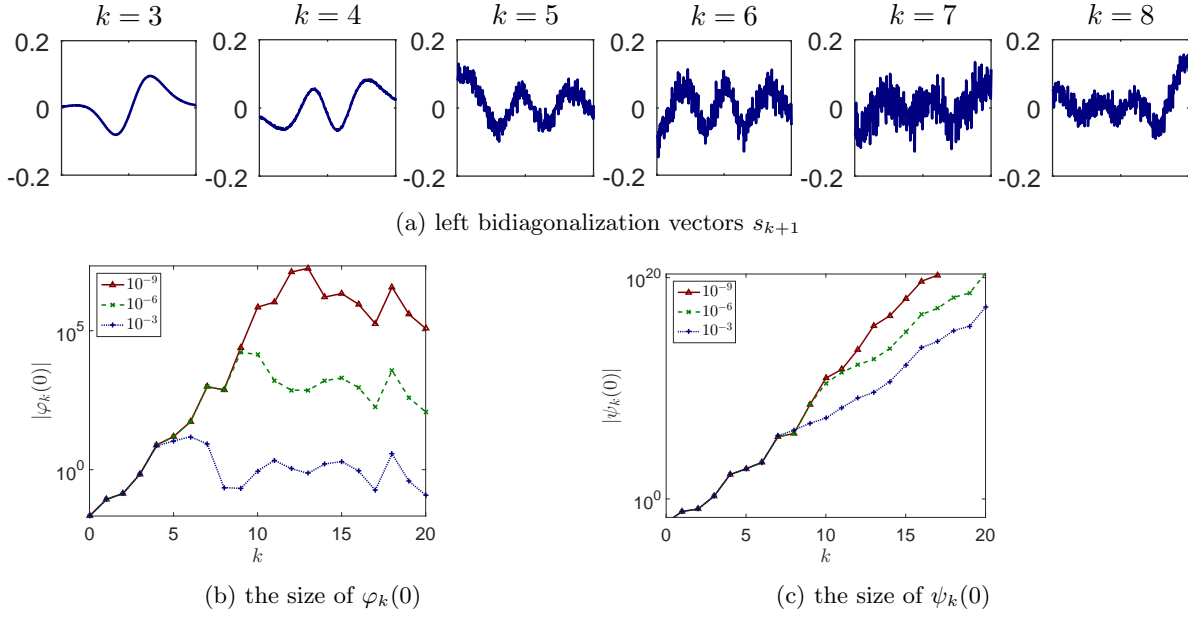 k = 3 k = 4 k = 5 k = 6 k = 7 k = 8
0.2 0.2 0.2 0.2 0.2 0.2
0 0 0 0 0 0
-0.2 -0.2 -0.2 -0.2 -0.2 -0.2
(a) left bidiagonalization vectors s_{k+1}
10^{-9}
10^{-6}
10^{-3}
10^5
10^0
|φ_k(0)|
0 5 10 15 20
k
(b) the size of φ_k(0)
10^{20}
10^{-9}
10^{-6}
10^{-3}
10^0
|ψ_k(0)|
0 5 10 15 20
k
(c) the size of ψ_k(0)